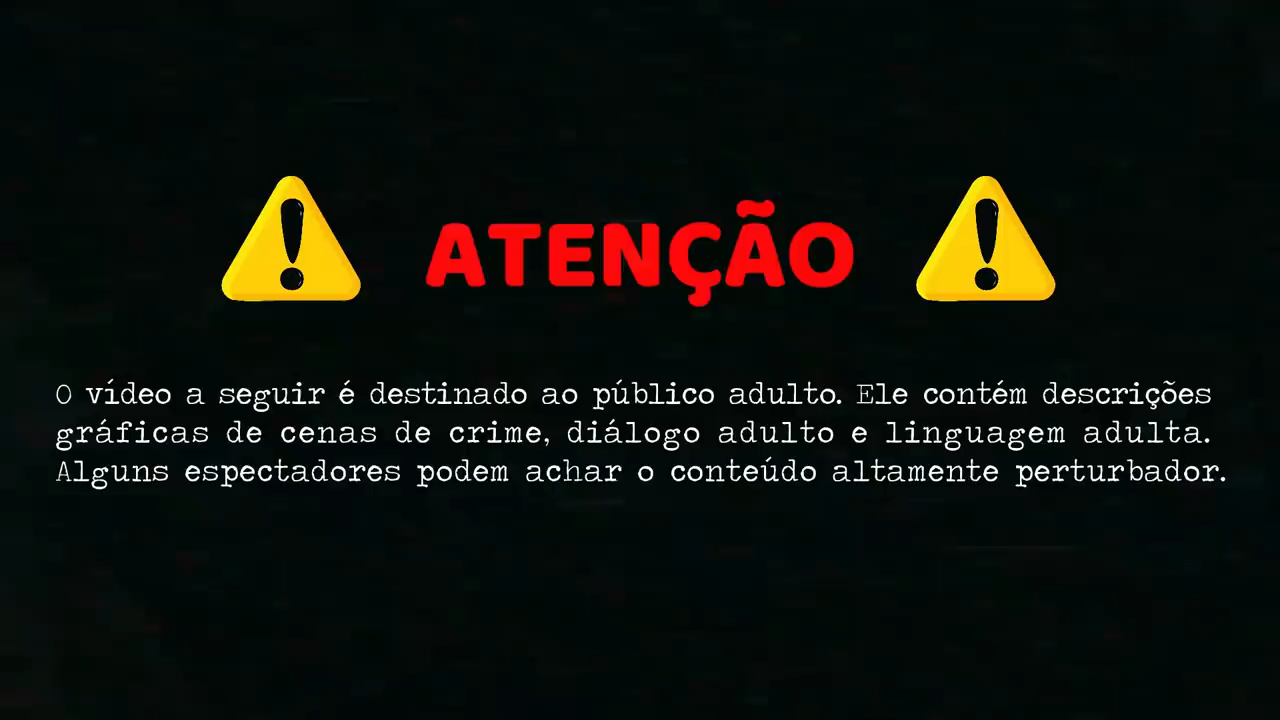 ATENÇÃO
O vídeo a seguir é destinado ao público adulto. Ele contém descrições
gráficas de cenas de crime, diálogo adulto e linguagem adulta.
Alguns espectadores podem achar o conteúdo altamente perturbador.